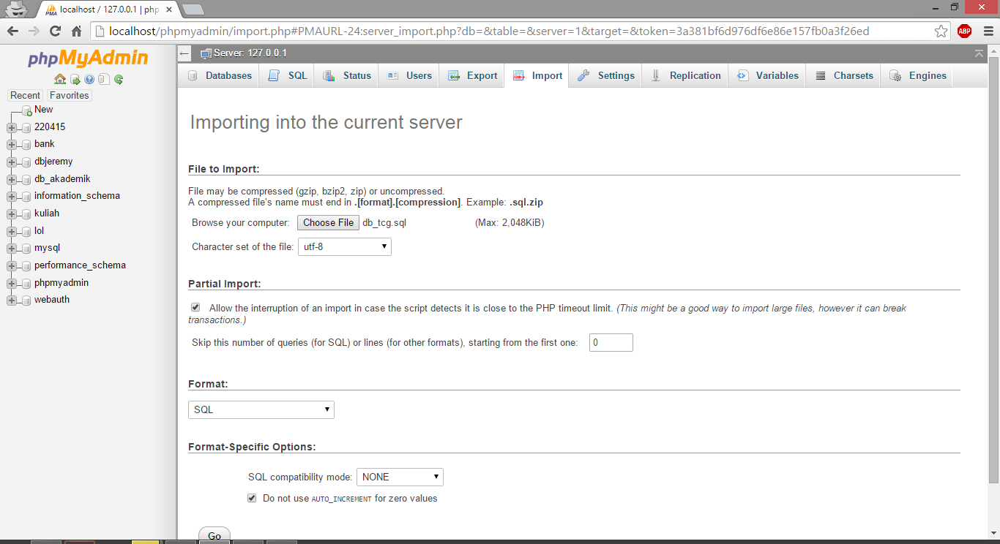 localhost / 127.0.0.1 | php
localhost/phpmyadmin/import.php#PMAURL-24:server_import.php?db=&table=&server=1&target=&token=3a381bf6d976df6e86e157fb0a3f26ed
ABP
phpMyAdmin
Recent Favorites
New
220415
bank
dbjeremy
db_akademik
information_schema
kuliah
lol
mysql
performance_schema
phpmyadmin
webauth
Server: 127.0.0.1
Databases SQL Status Users Export Import Settings Replication Variables Charsets Engines
Importing into the current server
File to Import:
File may be compressed (gzip, bzip2, zip) or uncompressed.
A compressed file's name must end in .[format].[compression]. Example: .sql.zip
Browse your computer: Choose File db_tcg.sql (Max: 2,048KiB)
Character set of the file: utf-8
Partial Import:
Allow the interruption of an import in case the script detects it is close to the PHP timeout limit. (This might be a good way to import large files, however it can break
transactions.)
Skip this number of queries (for SQL) or lines (for other formats), starting from the first one: 0
Format:
SQL
Format-Specific Options:
SQL compatibility mode: NONE
Do not use AUTO_INCREMENT for zero values
Go